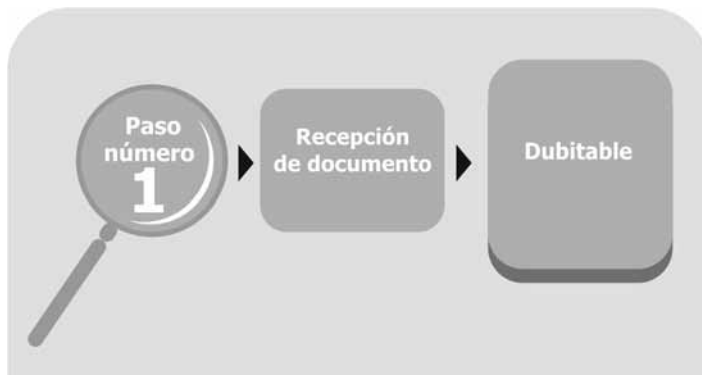 Paso
número
1
Recepción
de documento
Dubitable